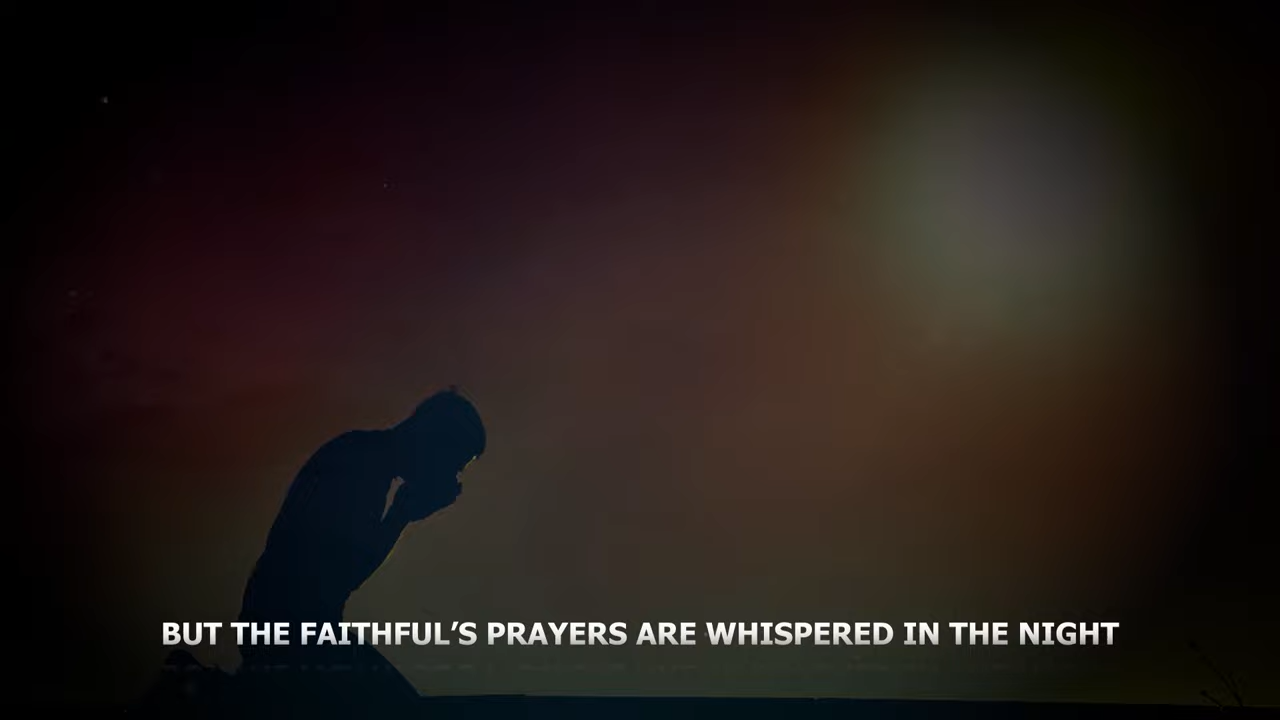 BUT THE FAITHFUL’S PRAYERS ARE WHISPERED IN THE NIGHT